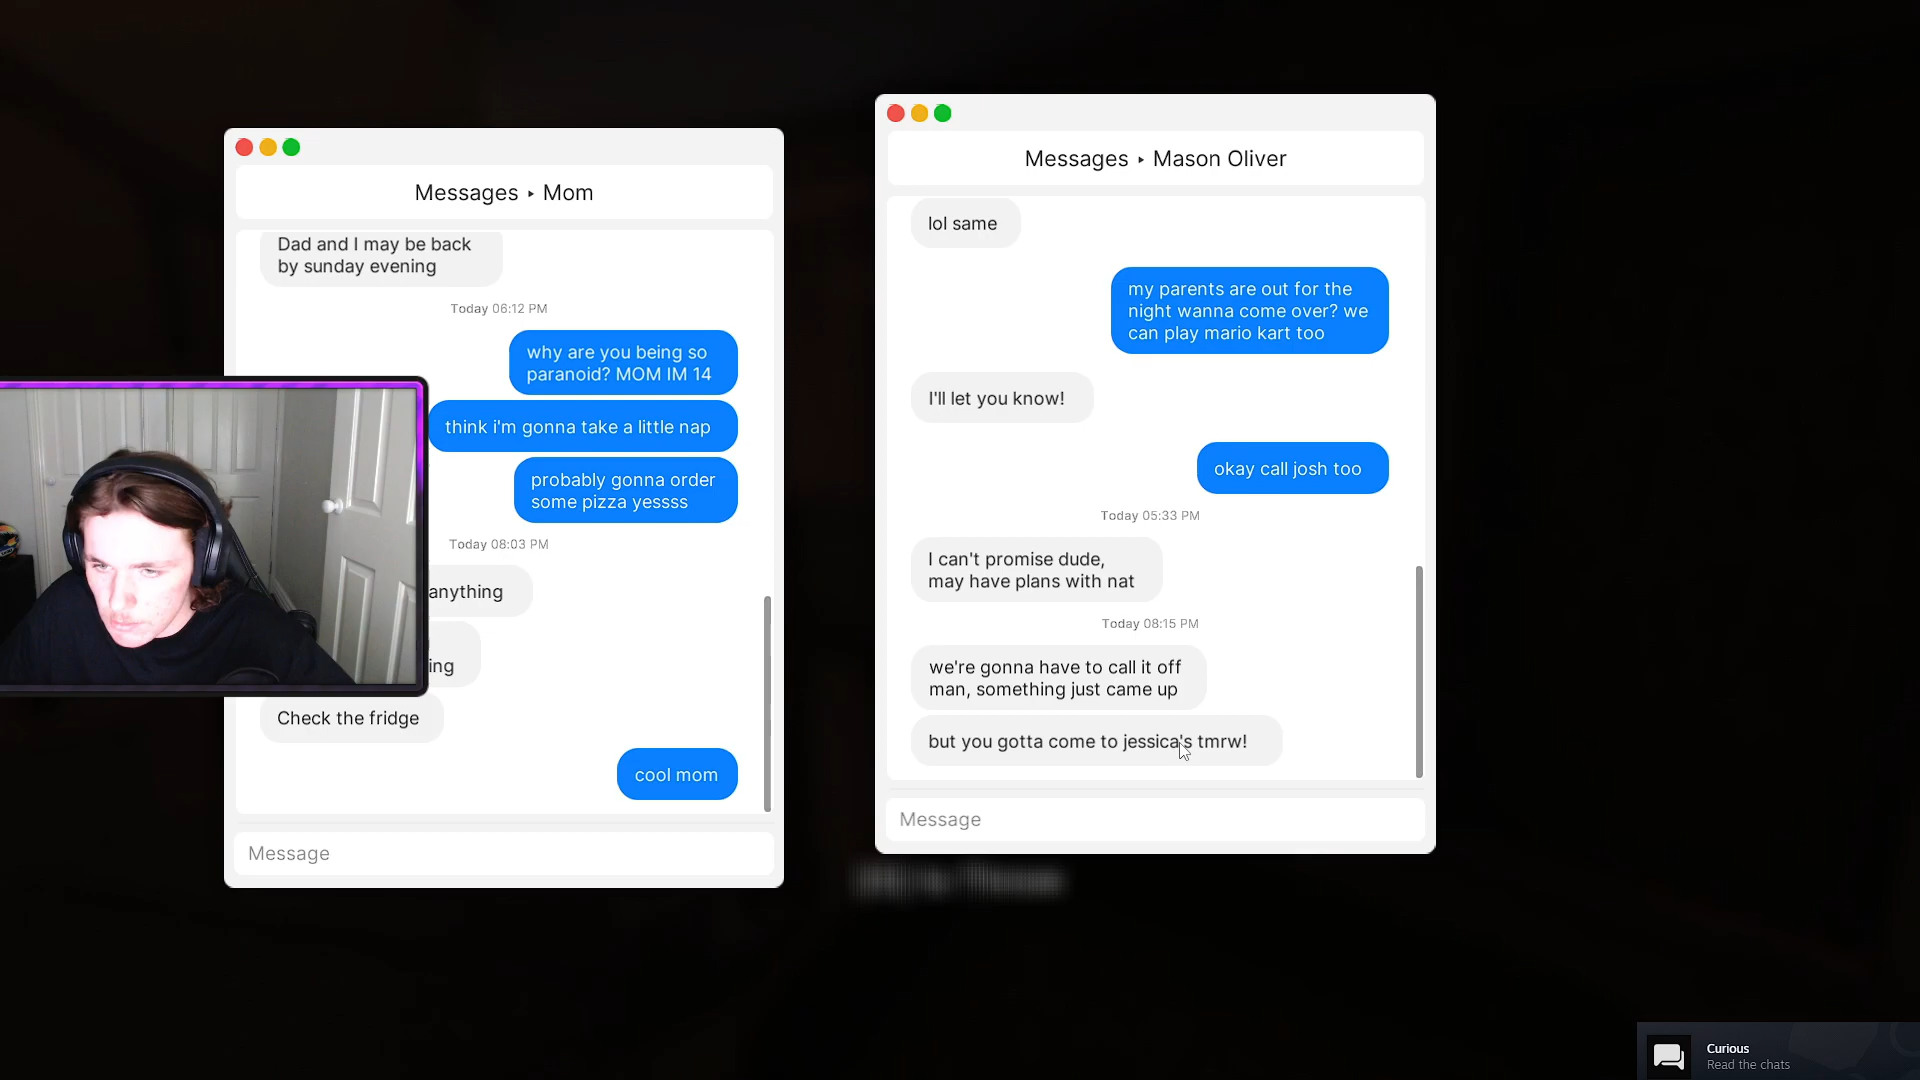 Messages ▸ Mom
Dad and I may be back
by sunday evening
Today 06:12 PM
why are you being so
paranoid? MOM IM 14
think i'm gonna take a little nap
probably gonna order
some pizza yessss
Today 08:03 PM
anything
ing
Check the fridge
cool mom
Message
Messages ▸ Mason Oliver
lol same
my parents are out for the
night wanna come over? we
can play mario kart too
I'll let you know!
okay call josh too
Today 05:33 PM
I can't promise dude,
may have plans with nat
Today 08:15 PM
we're gonna have to call it off
man, something just came up
but you gotta come to jessica's tmrw!
Message
Curious
Read the chats